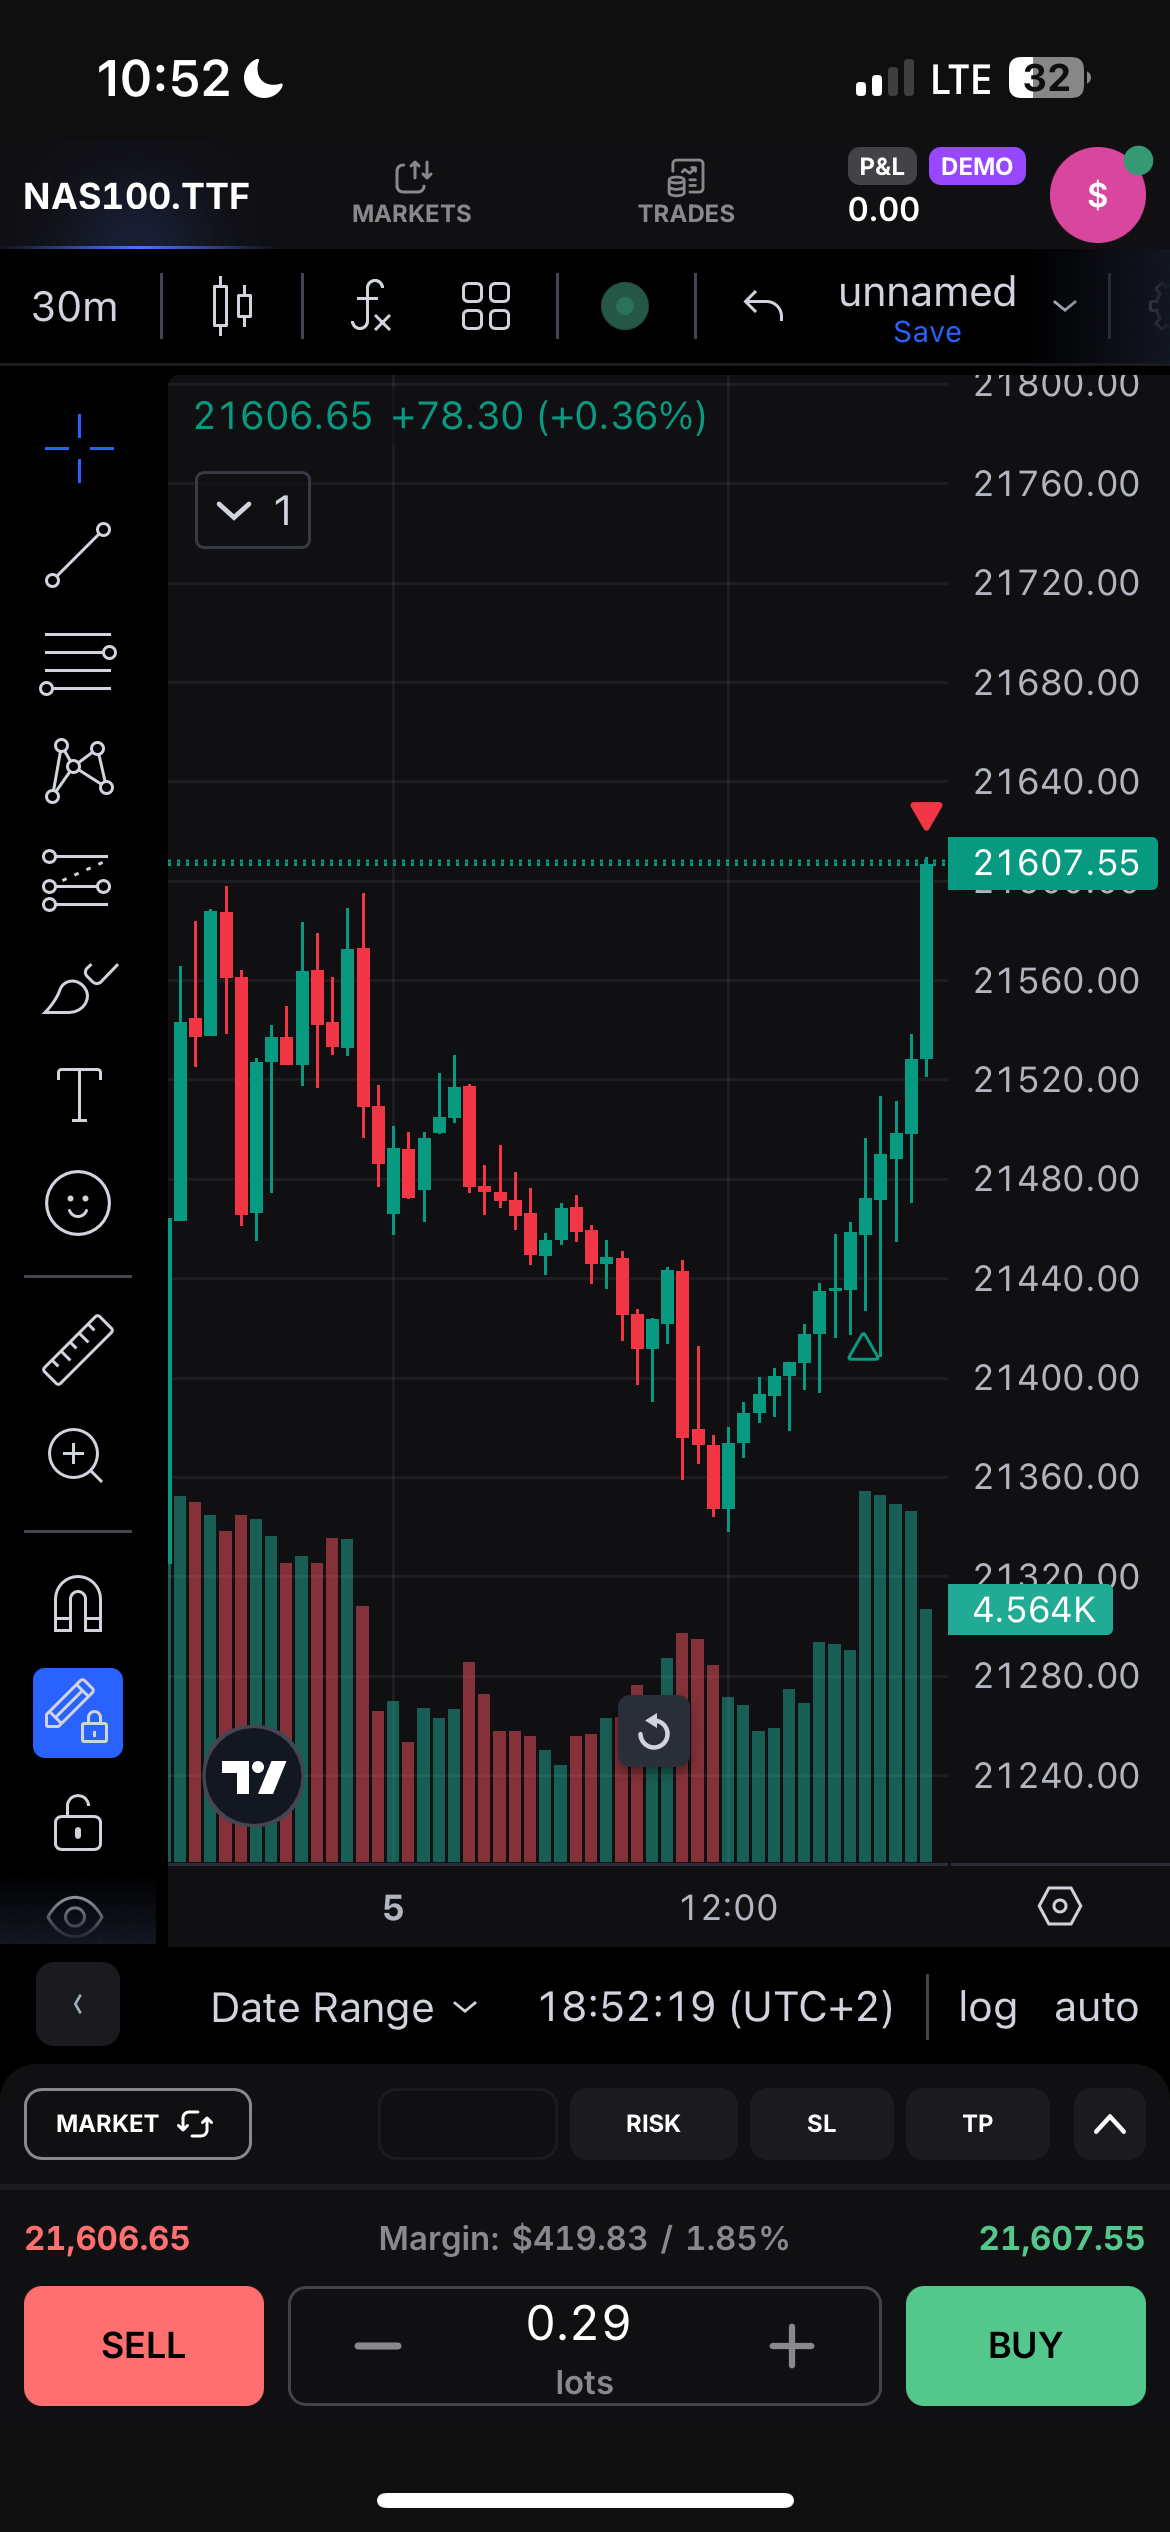 10:52
LTE
32
NAS100.TTF
MARKETS
TRADES
P&L
DEMO
0.00
$
30m
unnamed
Save
21606.65 +78.30 (+0.36%)
1
21800.00
21760.00
21720.00
21680.00
21640.00
21607.55
21560.00
21520.00
21480.00
21440.00
21400.00
21360.00
21320.00
4.564K
21280.00
21240.00
5
12:00
Date Range
18:52:19 (UTC+2)
log
auto
MARKET
RISK
SL
TP
21,606.65
Margin: $419.83 / 1.85%
21,607.55
SELL
0.29
lots
BUY